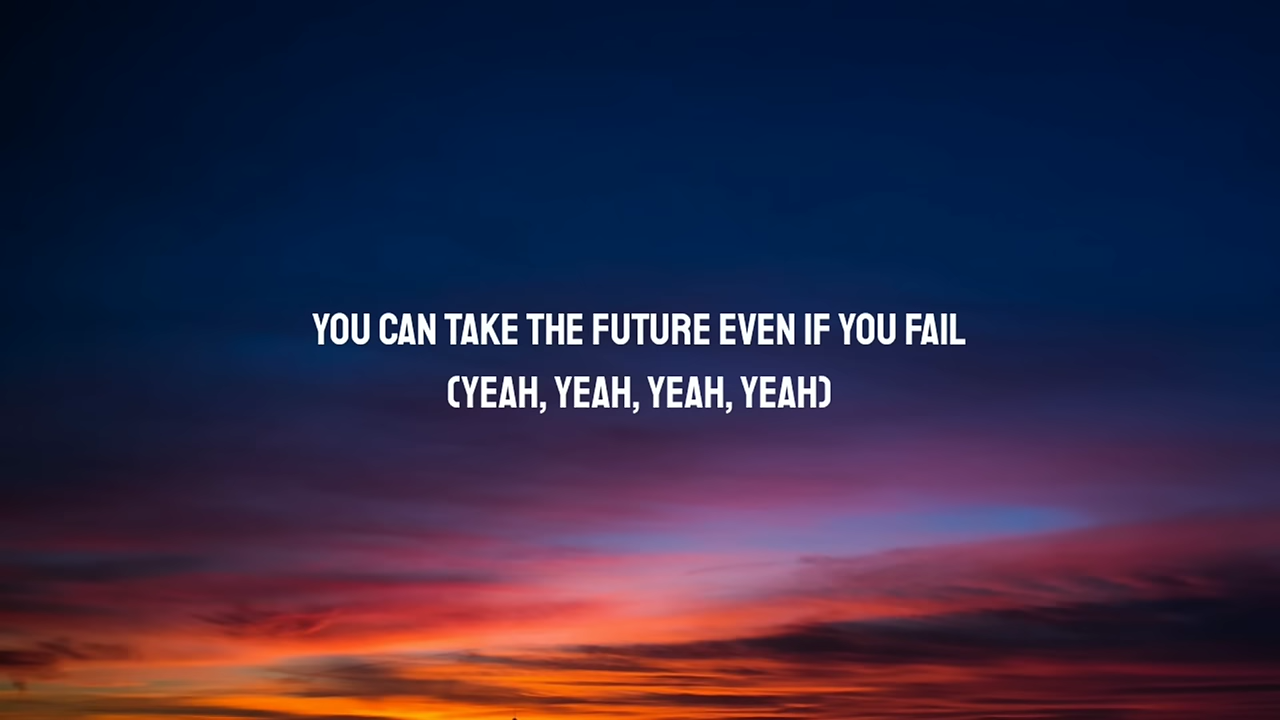 YOU CAN TAKE THE FUTURE EVEN IF YOU FAIL
(YEAH, YEAH, YEAH, YEAH)